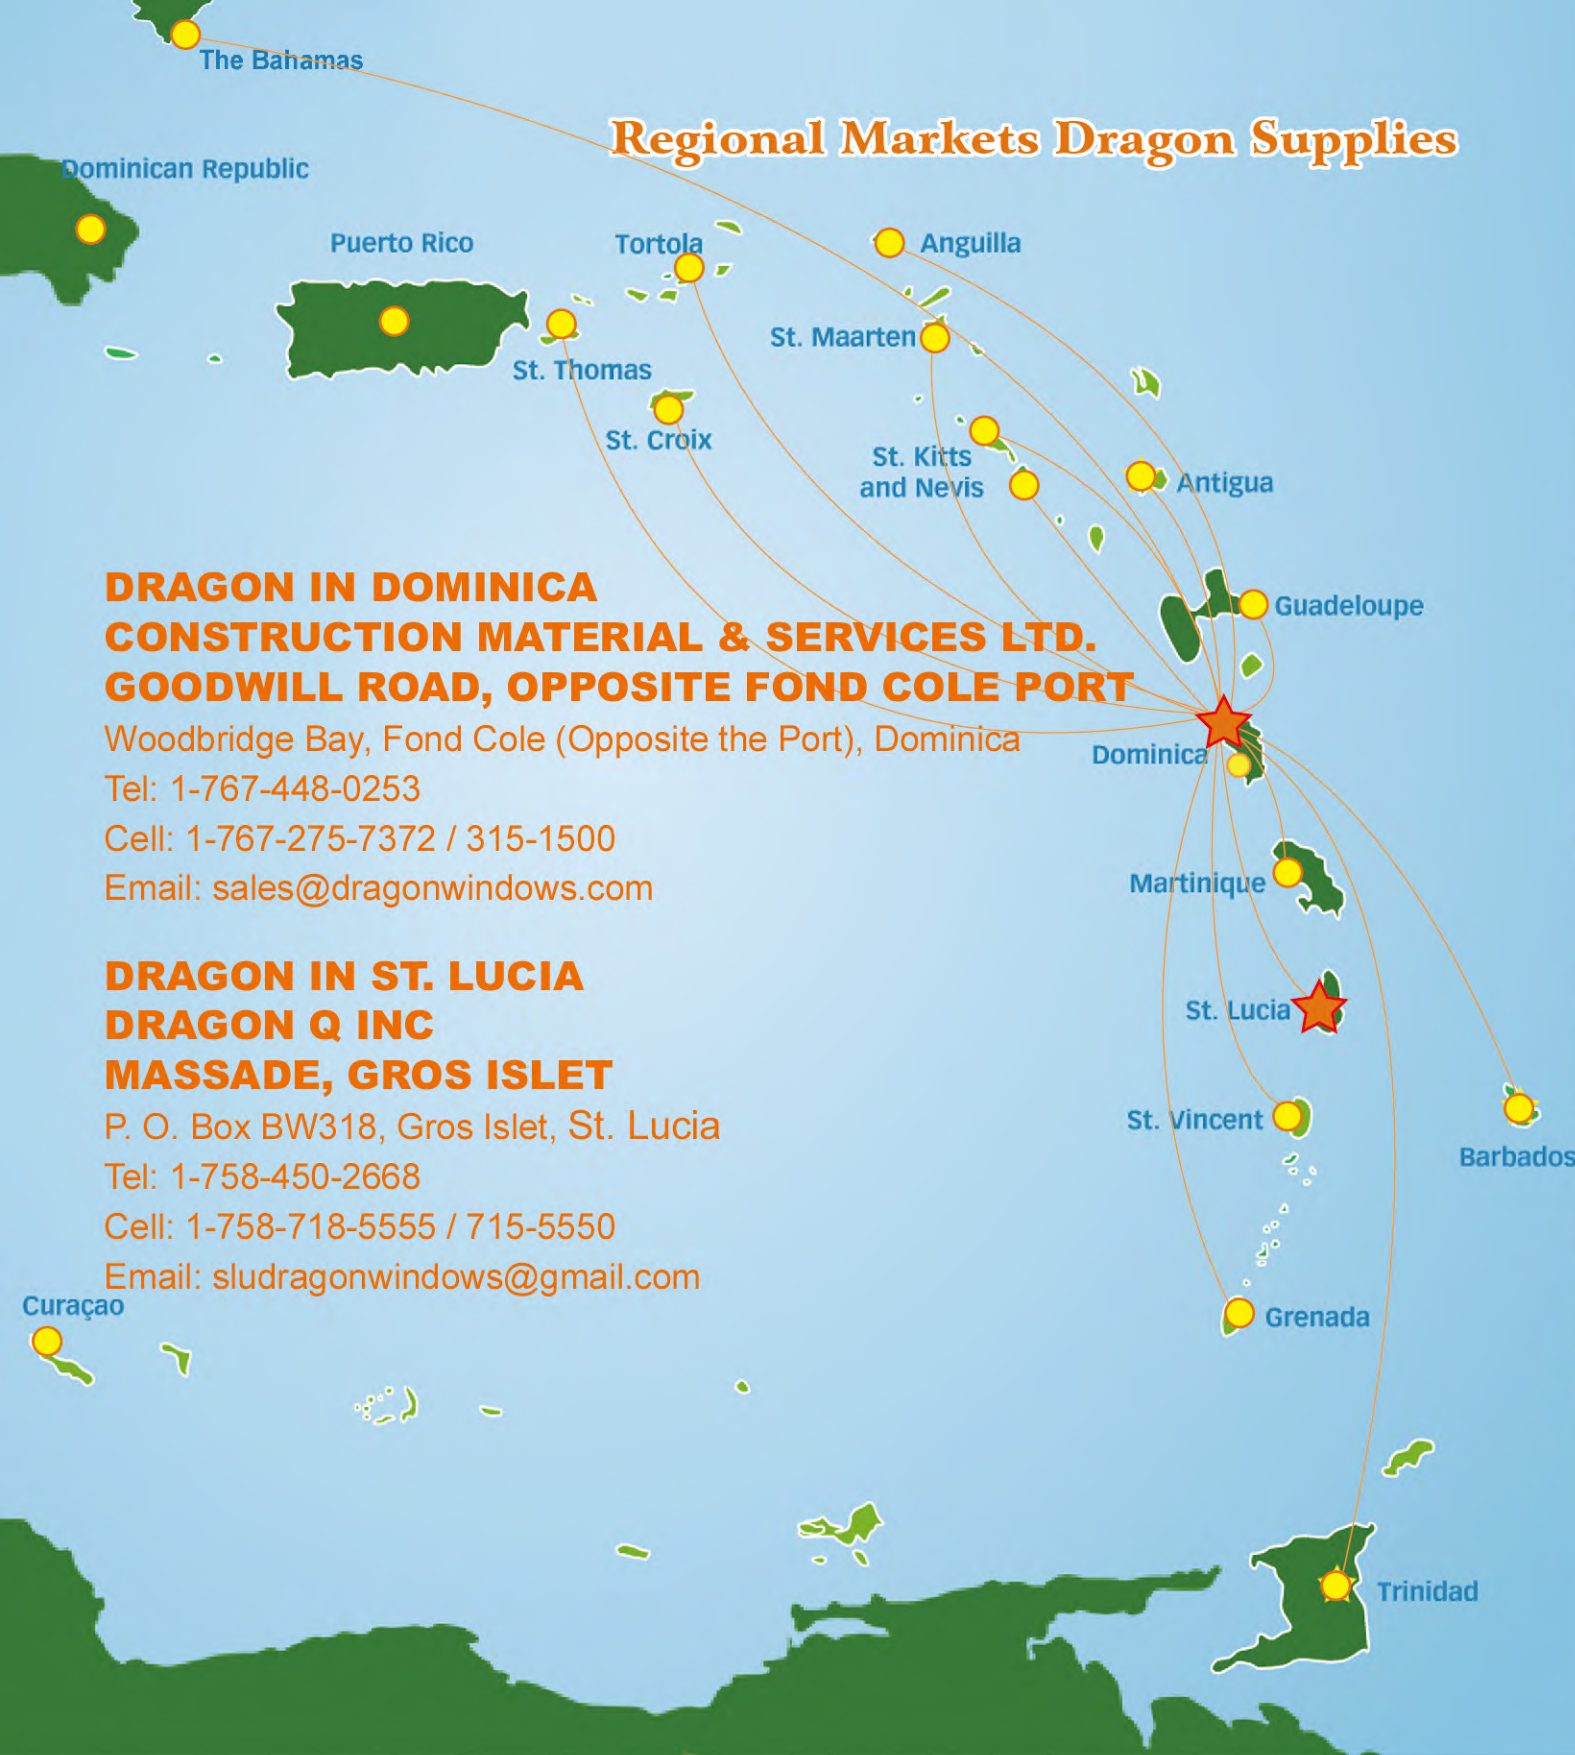 The Bahamas
Regional Markets Dragon Supplies
Dominican Republic
Puerto Rico
Tortola
Anguilla
St. Maarten
St. Thomas
St. Croix
St. Kitts
and Nevis
Antigua
Guadeloupe
DRAGON IN DOMINICA
CONSTRUCTION MATERIAL & SERVICES LTD.
GOODWILL ROAD, OPPOSITE FOND COLE PORT
Woodbridge Bay, Fond Cole (Opposite the Port), Dominica
Tel: 1-767-448-0253
Cell: 1-767-275-7372 / 315-1500
Email: sales@dragonwindows.com
Dominica
Martinique
DRAGON IN ST. LUCIA
DRAGON Q INC
MASSADE, GROS ISLET
P. O. Box BW318, Gros Islet, St. Lucia
Tel: 1-758-450-2668
Cell: 1-758-718-5555 / 715-5550
Email: sludragonwindows@gmail.com
St. Lucia
St. Vincent
Barbados
Curaçao
Grenada
Trinidad